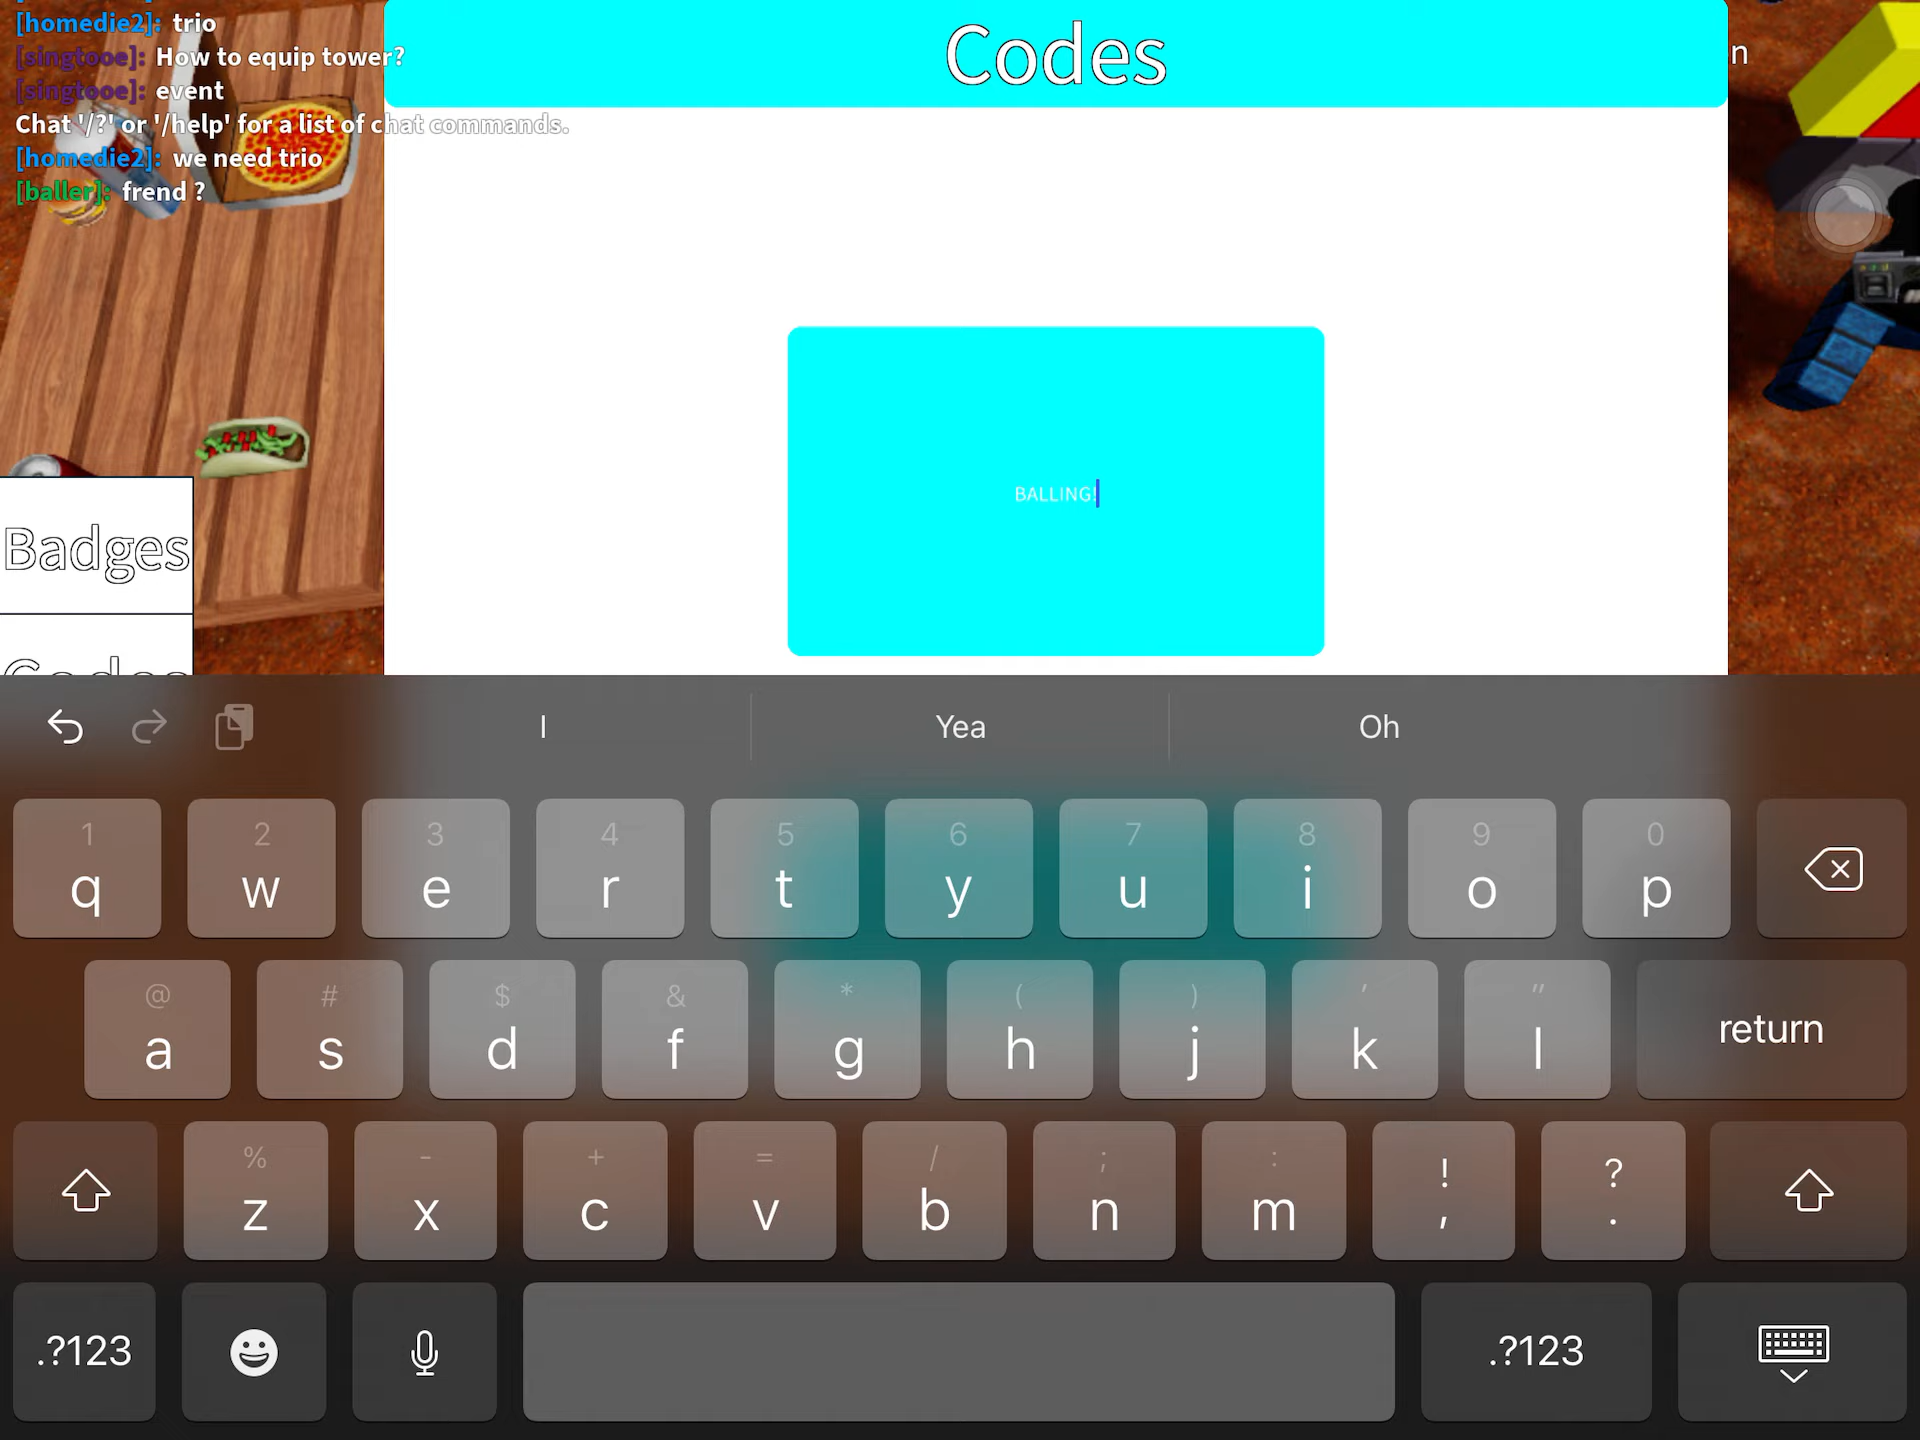 [homedie2]: trio
[singtooe]: How to equip tower?
[singtooe]: event
Chat '/?' or '/help' for a list of chat commands.
[homedie2]: we need trio
[baller]: frend ?
Codes
n
BALLING!
Badges
Codes
I Yea Oh
1 2 3 4 5 6 7 8 9 0
q w e r t y u i o p
@ # $ & * ( ) ' "
a s d f g h j k l return
% - + = / ; : ! ?
z x c v b n m , .
.?123 .?123